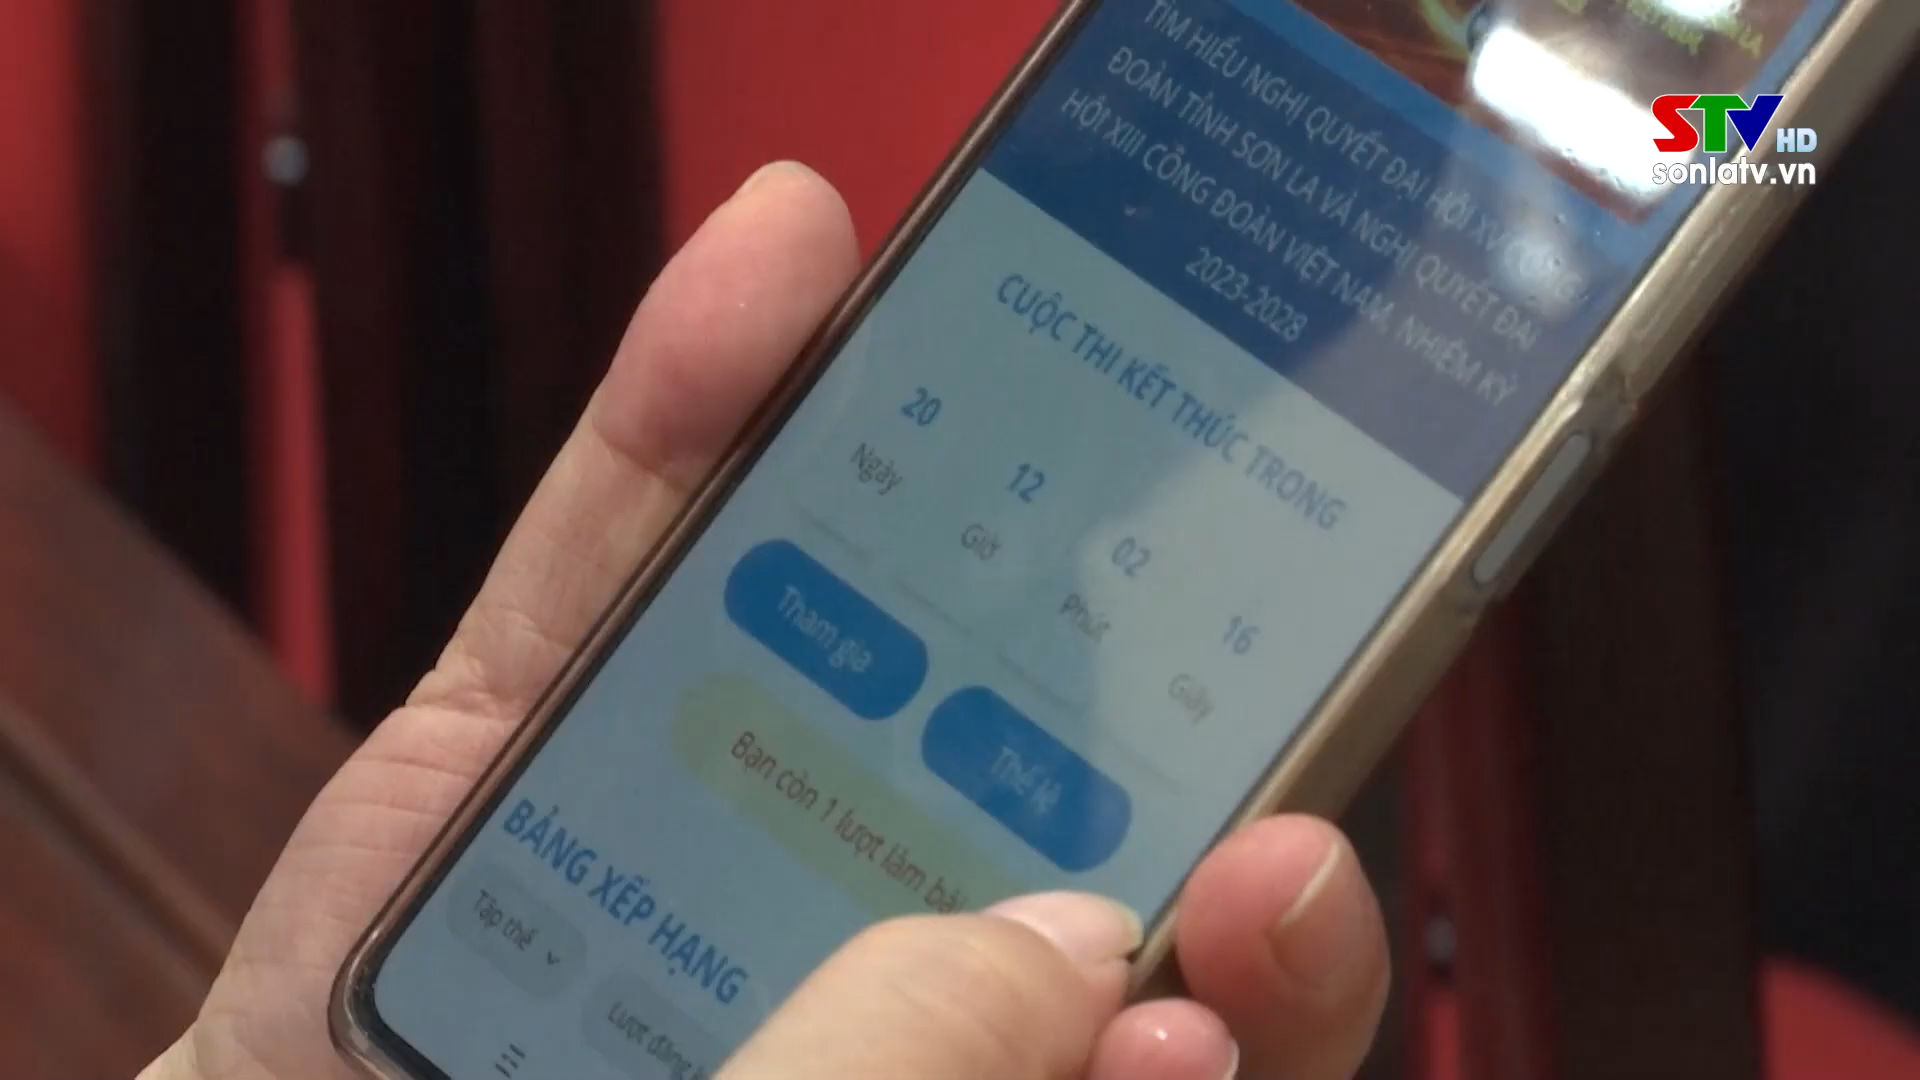 STV HD
sonlatv.vn
TÌM HIỂU NGHỊ QUYẾT ĐẠI HỘI XV CÔNG
ĐOÀN TỈNH SƠN LA VÀ NGHỊ QUYẾT ĐẠI
HỘI XIII CÔNG ĐOÀN VIỆT NAM, NHIỆM KỲ
2023-2028
CUỘC THI KẾT THÚC TRONG
20 12 02 16
Ngày Giờ Phút Giây
Tham gia Thể lệ
Bạn còn 1 lượt làm bài
BẢNG XẾP HẠNG
Tập thể
Lượt đăng